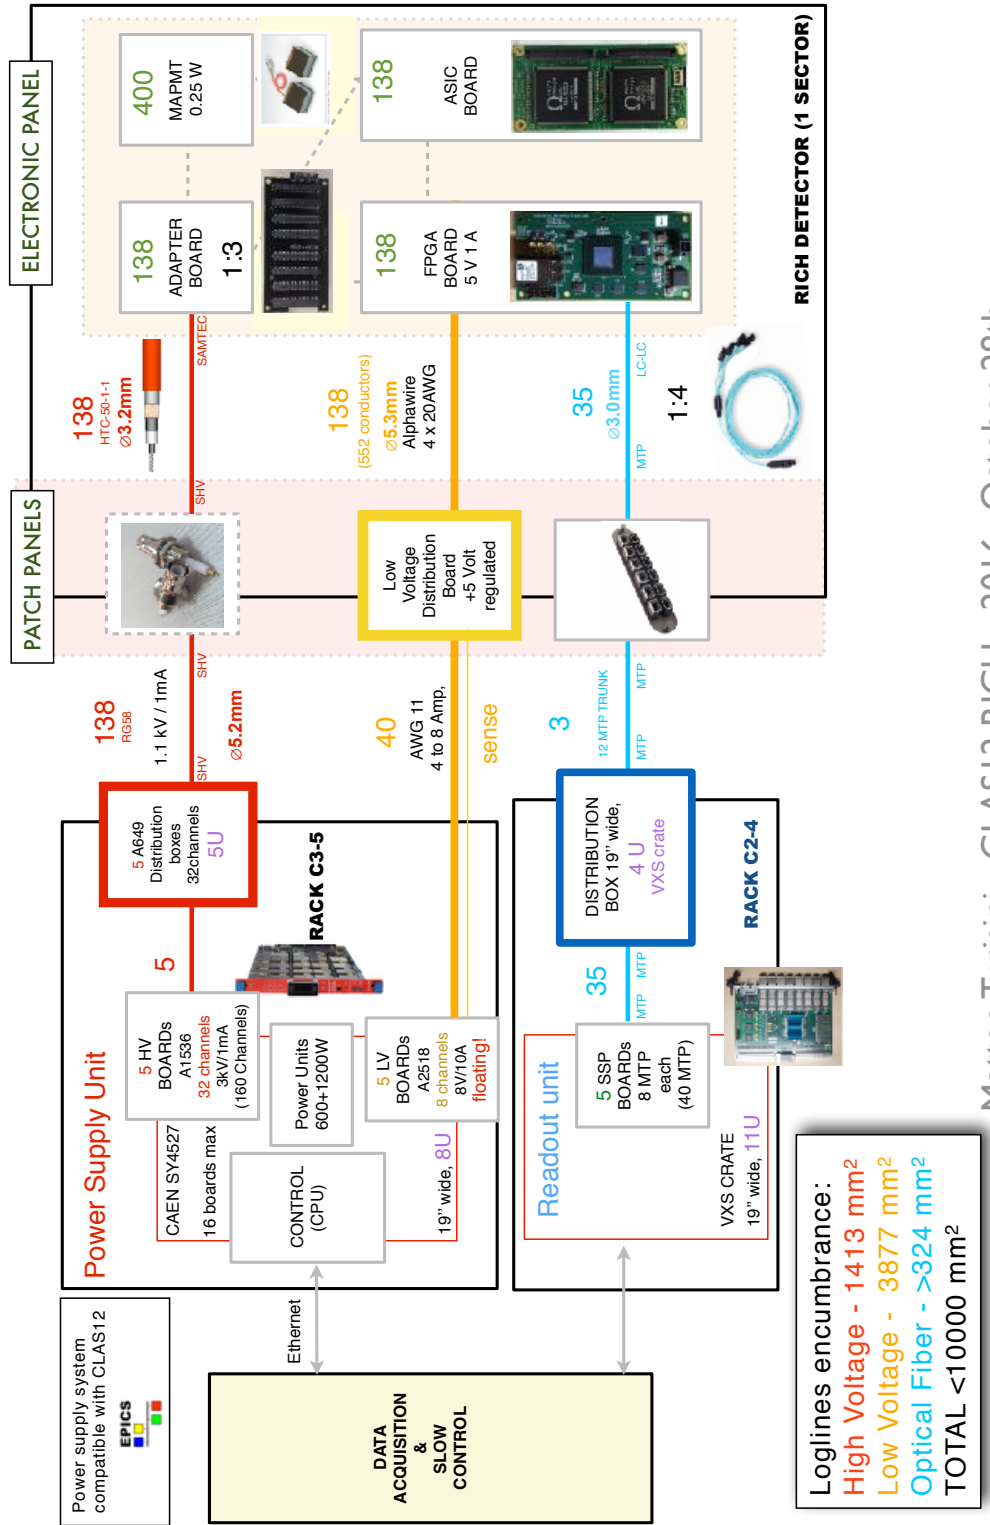 Power supply system
compatible with CLAS12
EPICS
DATA
ACQUISITION
&
SLOW
CONTROL
Ethernet
Power Supply Unit
CAEN SY4527
16 boards max
CONTROL
(CPU)
19" wide, 8U
5 HV
BOARDs
A1536
32 channels
3kV/1mA
(160 Channels)
Power Units
600+1200W
5 LV
BOARDs
A2518
8 channels
8V/10A
floating!
5
RACK C3-5
5 A649
Distribution
boxes
32channels
5U
138
RG58
1.1 kV / 1mA
SHV
SHV
Ø5.2mm
40
AWG 11
4 to 8 Amp,
sense
Readout unit
5 SSP
BOARDs
8 MTP
each
(40 MTP)
VXS CRATE
19" wide, 11U
35
MTP
MTP
DISTRIBUTION
BOX 19" wide,
4 U
VXS crate
RACK C2-4
3
12 MTP TRUNK
MTP
MTP
PATCH PANELS
Low
Voltage
Distribution
Board
+5 Volt
regulated
138
HTC-50-1-1
Ø3.2mm
SHV
SAMTEC
138
(552 conductors)
Ø5.3mm
Alphawire
4 x 20AWG
35
Ø3.0mm
MTP
LC-LC
1:4
ELECTRONIC PANEL
138
ADAPTER
BOARD
1:3
400
MAPMT
0.25 W
138
FPGA
BOARD
5 V 1 A
138
ASIC
BOARD
RICH DETECTOR (1 SECTOR)
Loglines encumbrance:
High Voltage - 1413 mm²
Low Voltage - 3877 mm²
Optical Fiber - >324 mm²
TOTAL <10000 mm²